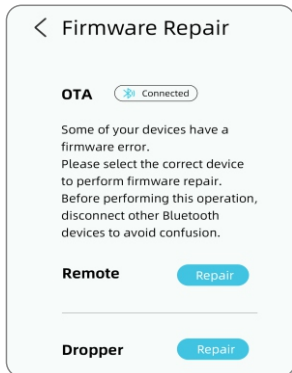 Firmware Repair
OTA Connected
Some of your devices have a
firmware error.
Please select the correct device
to perform firmware repair.
Before performing this operation,
disconnect other Bluetooth
devices to avoid confusion.
Remote Repair
Dropper Repair